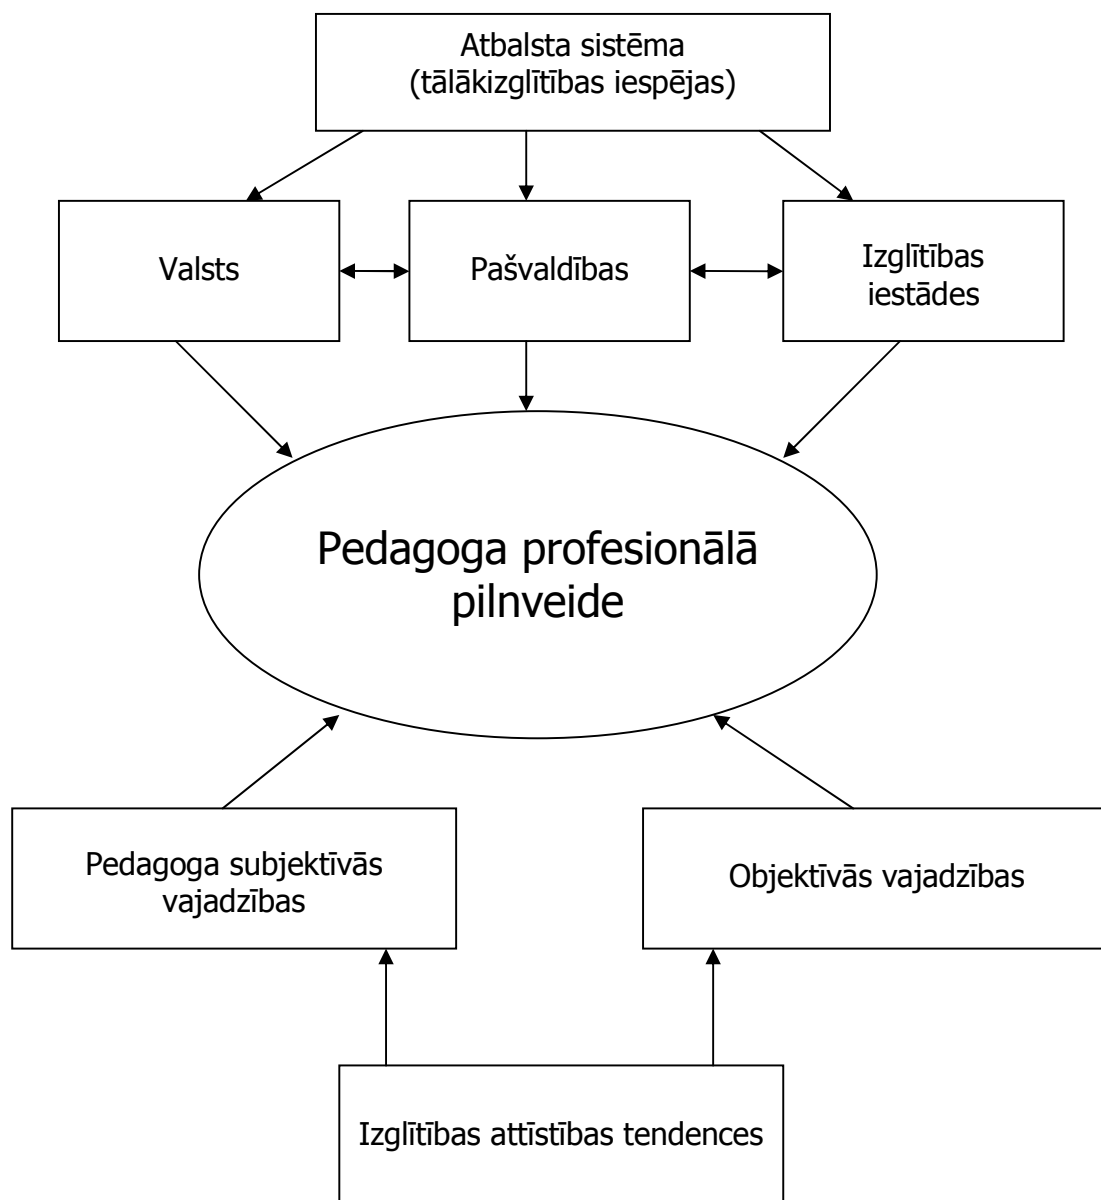 Atbalsta sistēma
(tālākizglītības iespējas)
Valsts
Pašvaldības
Izglītības
iestādes
Pedagoga profesionālā
pilnveide
Pedagoga subjektīvās
vajadzības
Objektīvās vajadzības
Izglītības attīstības tendences